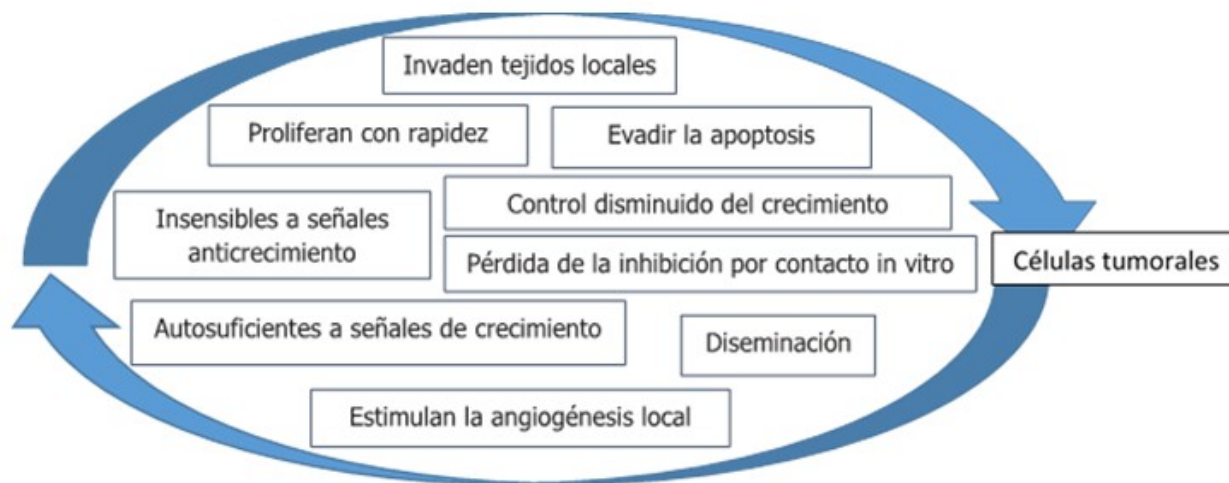 Invaden tejidos locales
Proliferan con rapidez
Evadir la apoptosis
Insensibles a señales
anticrecimiento
Control disminuido del crecimiento
Pérdida de la inhibición por contacto in vitro
Células tumorales
Autosuficientes a señales de crecimiento
Diseminación
Estimulan la angiogénesis local